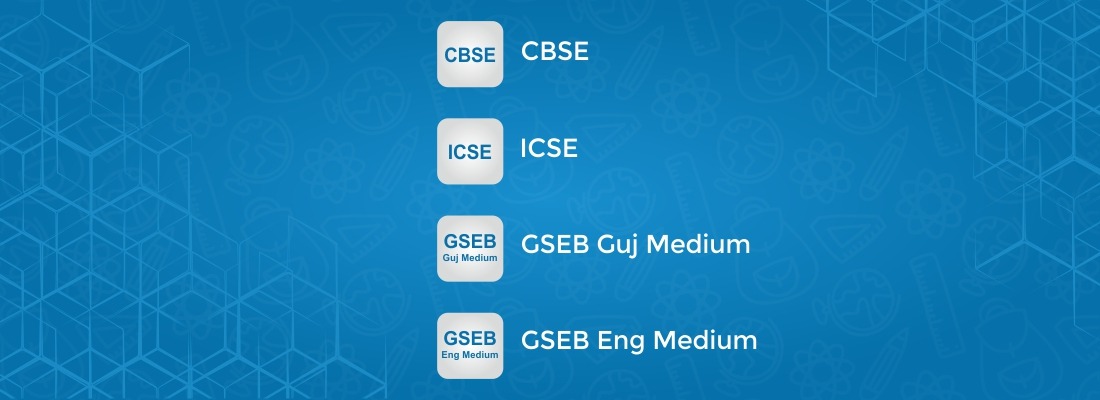 CBSE CBSE
ICSE ICSE
GSEB
Guj Medium
GSEB Guj Medium
GSEB
Eng Medium
GSEB Eng Medium